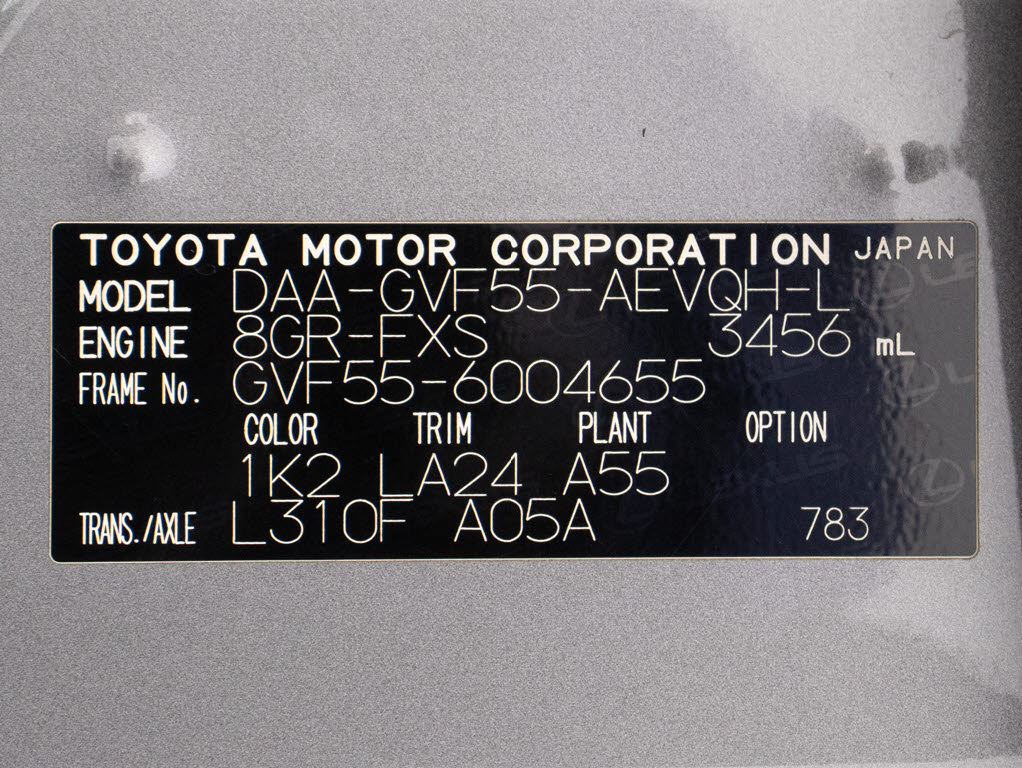 TOYOTA MOTOR CORPORATION JAPAN
MODEL DAA-GVF55-AEVQH-L
ENGINE 8GR-FXS 3456 mL
FRAME No. GVF55-6004655
COLOR TRIM PLANT OPTION
1K2 LA24 A55
TRANS./AXLE L310F A05A 783